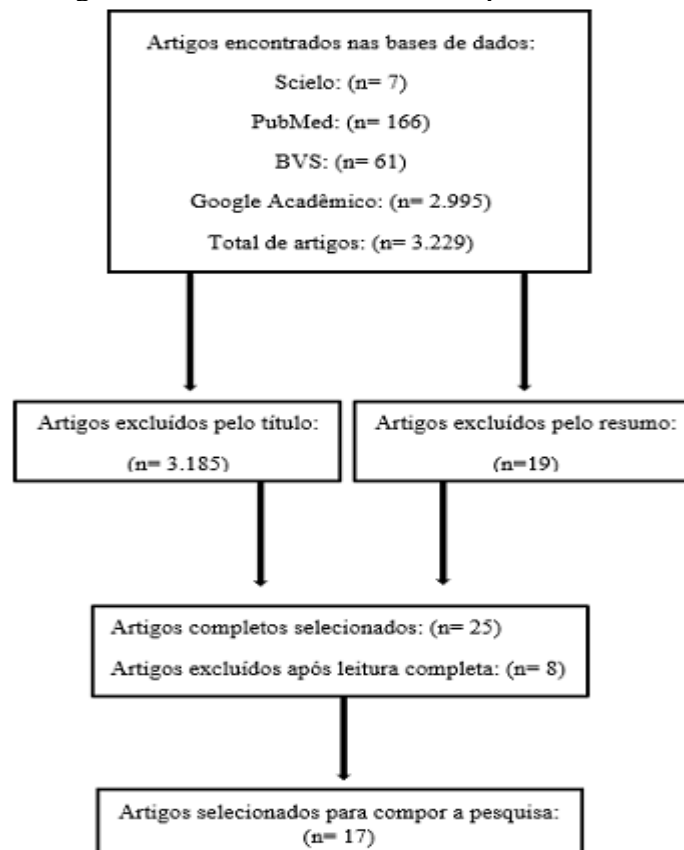 Artigos encontrados nas bases de dados:
Scielo: (n= 7)
PubMed: (n= 166)
BVS: (n= 61)
Google Acadêmico: (n= 2.995)
Total de artigos: (n= 3.229)
Artigos excluídos pelo título:
(n= 3.185)
Artigos excluídos pelo resumo:
(n=19)
Artigos completos selecionados: (n= 25)
Artigos excluídos após leitura completa: (n= 8)
Artigos selecionados para compor a pesquisa:
(n= 17)